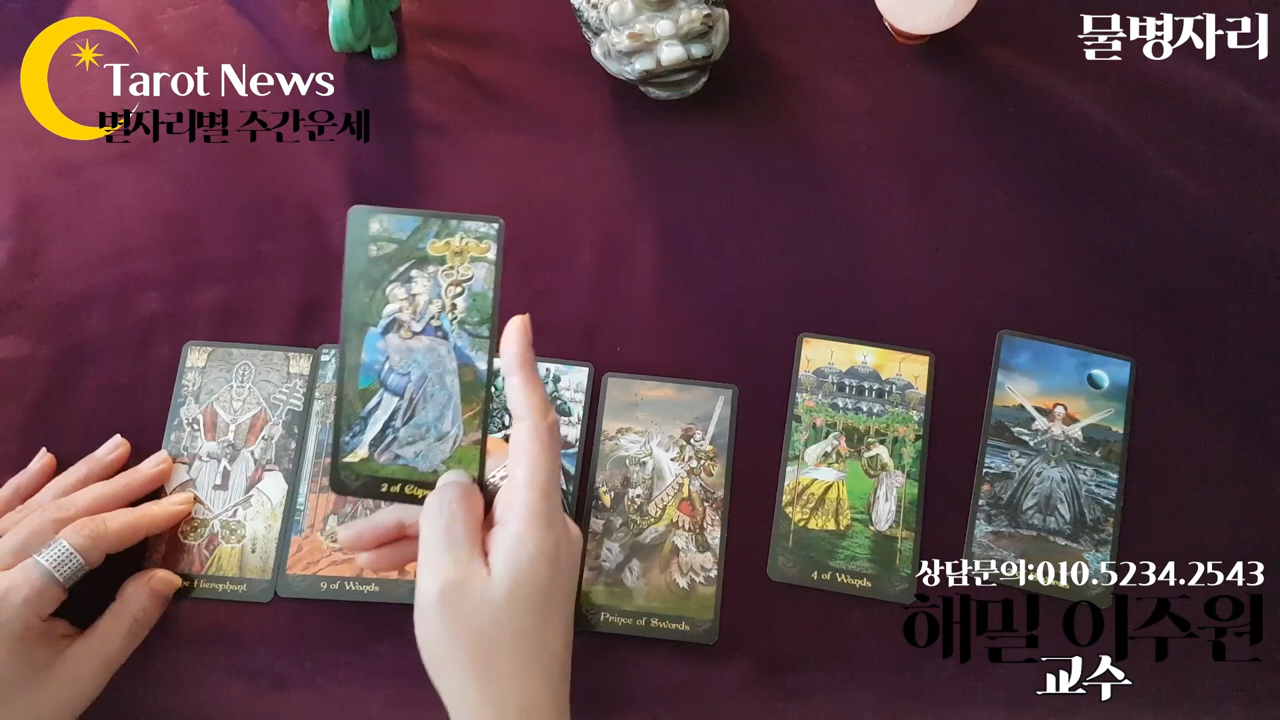 Tarot News
별자리별 주간운세
물병자리
2 of Cups
The Hierophant
9 of Wands
Prince of Swords
4 of Wands
상담문의:010.5234.2543
해밀 이주원
교수